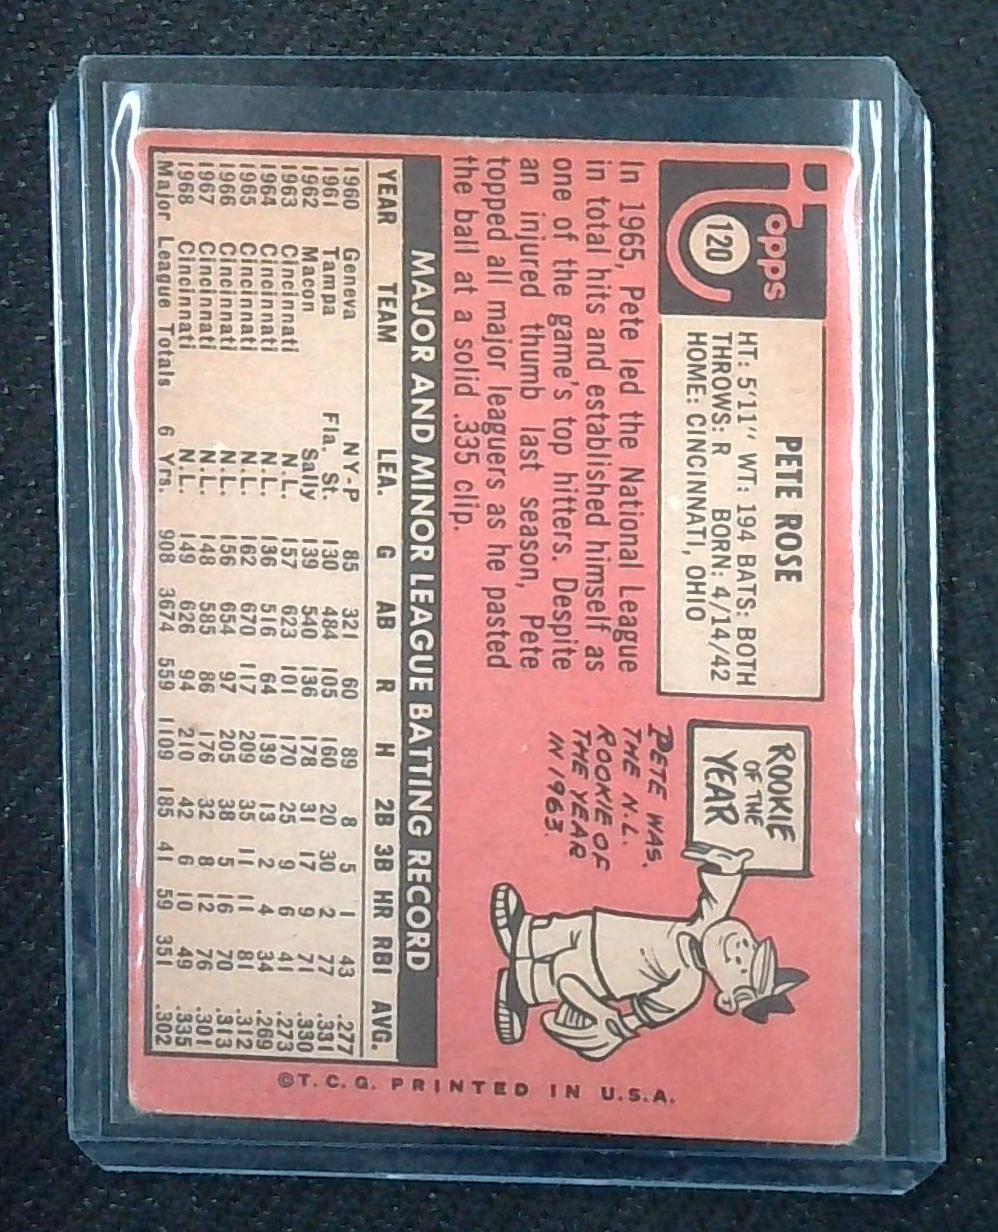 Topps
120
PETE ROSE
HT: 5'11" WT: 194 BATS: BOTH
THROWS: R BORN: 4/14/42
HOME: CINCINNATI, OHIO
In 1965, Pete led the National League
in total hits and established himself as
one of the game's top hitters. Despite
an injured thumb last season, Pete
topped all major leaguers as he pasted
the ball at a solid .335 clip.
ROOKIE
OF THE
YEAR
PETE WAS.
THE N.L.
ROOKIE OF
THE YEAR
IN 1963.
MAJOR AND MINOR LEAGUE BATTING RECORD
YEAR TEAM LEA. G AB R H 2B 3B HR RBI AVG.
1960 Geneva NY-P 85 321 60 89 8 5 1 43 .277
1961 Tampa Fla. St. 130 484 105 160 20 30 2 77 .331
1962 Macon Sally 139 540 136 178 31 17 9 71 .330
1963 Cincinnati N.L. 157 623 101 170 25 9 6 41 .273
1964 Cincinnati N.L. 136 516 64 139 13 2 4 34 .269
1965 Cincinnati N.L. 162 670 117 209 35 11 11 81 .312
1966 Cincinnati N.L. 156 654 97 205 38 5 16 70 .313
1967 Cincinnati N.L. 148 585 86 176 32 8 12 76 .301
1968 Cincinnati N.L. 149 626 94 210 42 6 10 49 .335
Major League Totals 6 Yrs. 908 3674 559 1109 185 41 59 351 .302
©T.C.G. PRINTED IN U.S.A.